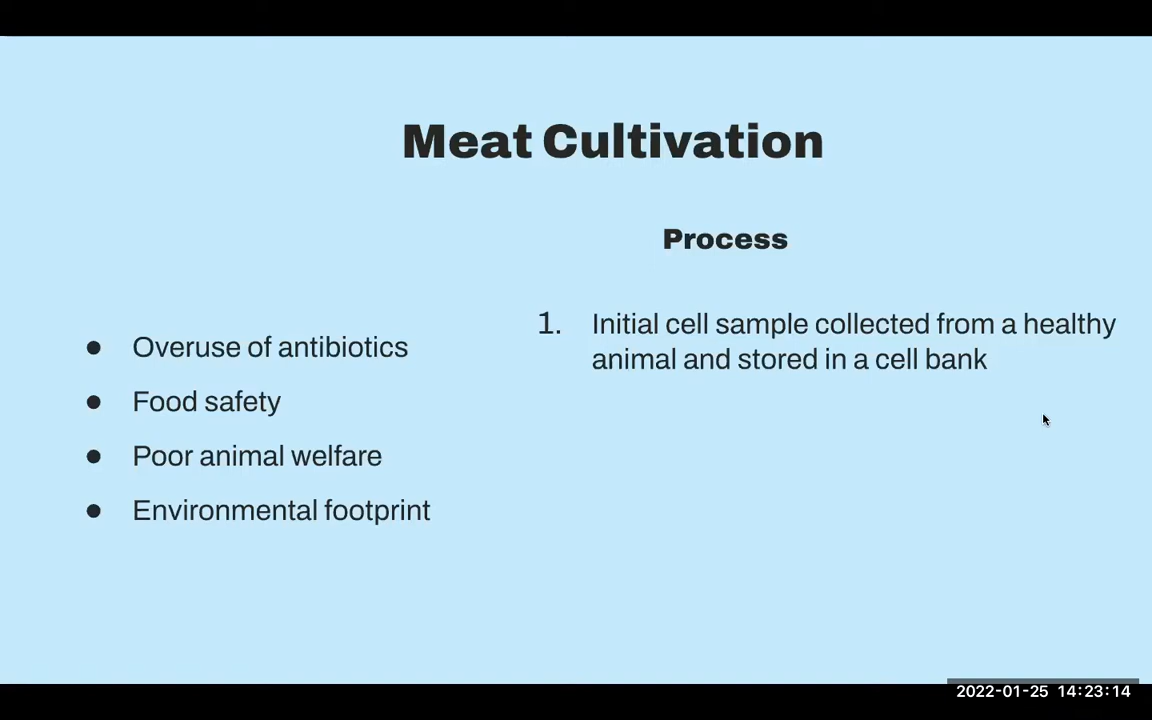 Meat Cultivation
Process
● Overuse of antibiotics
● Food safety
● Poor animal welfare
● Environmental footprint
1. Initial cell sample collected from a healthy
animal and stored in a cell bank
2022-01-25 14:23:14